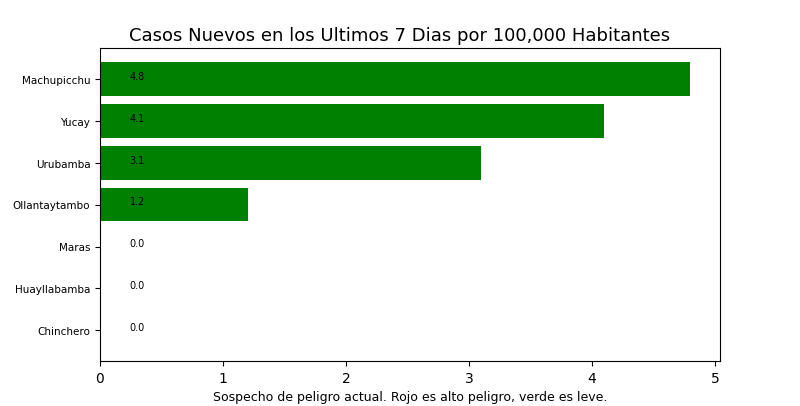 Casos Nuevos en los Ultimos 7 Dias por 100,000 Habitantes
Machupicchu 4.8
Yucay 4.1
Urubamba 3.1
Ollantaytambo 1.2
Maras 0.0
Huayllabamba 0.0
Chinchero 0.0
0 1 2 3 4 5
Sospecho de peligro actual. Rojo es alto peligro, verde es leve.